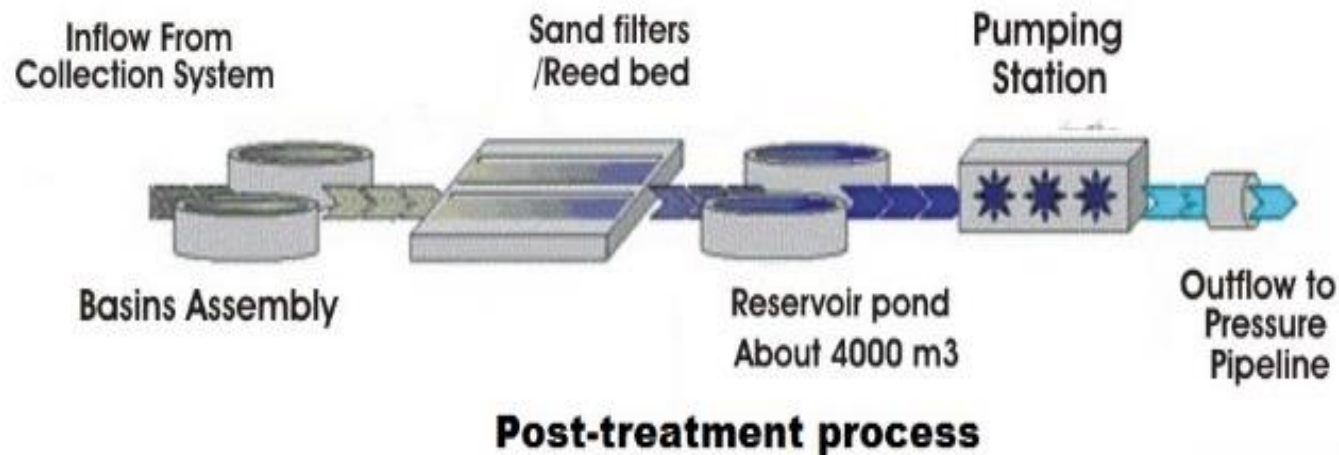 Inflow From
Collection System
Sand filters
/Reed bed
Pumping
Station
Basins Assembly
Reservoir pond
About 4000 m3
Outflow to
Pressure
Pipeline
Post-treatment process